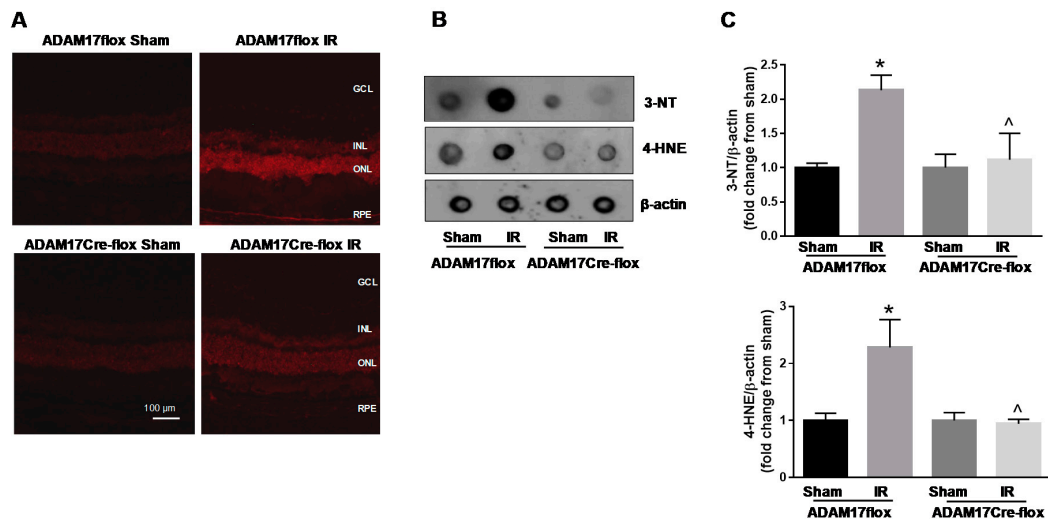 A
ADAM17flox Sham
ADAM17flox IR
GCL
INL
ONL
RPE
ADAM17Cre-flox Sham
ADAM17Cre-flox IR
GCL
INL
ONL
RPE
100 µm
B
3-NT
4-HNE
β-actin
Sham IR Sham IR
ADAM17flox ADAM17Cre-flox
C
3-NT/β-actin
(fold change from sham)
2.5
2.0
1.5
1.0
0.5
0.0
*
^
Sham IR Sham IR
ADAM17flox ADAM17Cre-flox
4-HNE/β-actin
(fold change from sham)
3
2
1
0
*
^
Sham IR Sham IR
ADAM17flox ADAM17Cre-flox